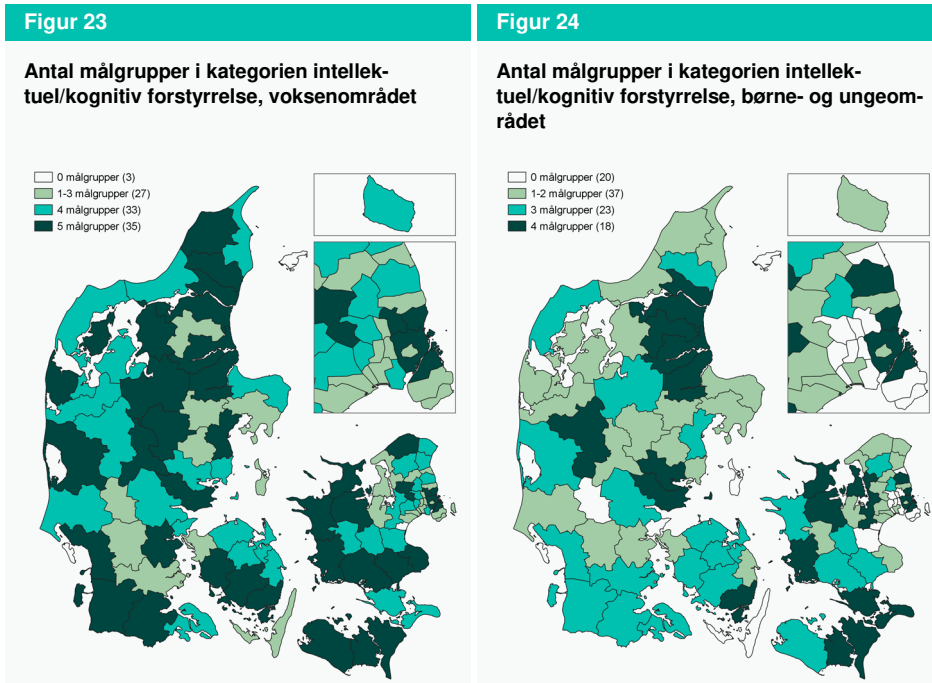 Figur 23
Antal målgrupper i kategorien intellek-
tuel/kognitiv forstyrrelse, voksenområdet
0 målgrupper (3)
1-3 målgrupper (27)
4 målgrupper (33)
5 målgrupper (35)
Figur 24
Antal målgrupper i kategorien intellek-
tuel/kognitiv forstyrrelse, børne- og ungeom-
rådet
0 målgrupper (20)
1-2 målgrupper (37)
3 målgrupper (23)
4 målgrupper (18)